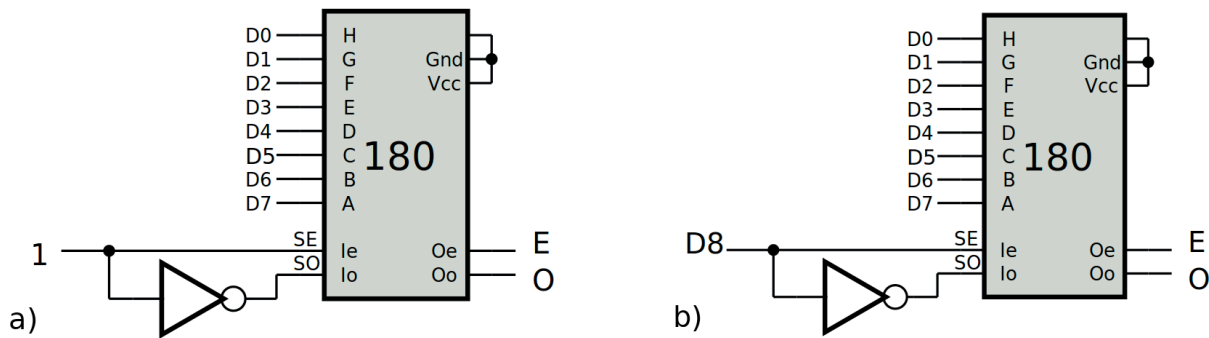 D0 H
D1 G Gnd
D2 F Vcc
D3 E
D4 D
D5 C 180
D6 B
D7 A
1 SE Ie Oe E
SO Io Oo O
a)
D0 H
D1 G Gnd
D2 F Vcc
D3 E
D4 D
D5 C 180
D6 B
D7 A
D8 SE Ie Oe E
SO Io Oo O
b)